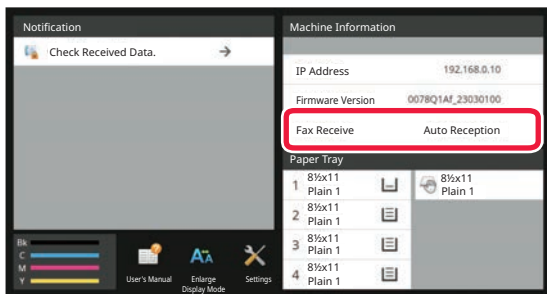 Notification
Check Received Data.
Machine Information
IP Address 192.168.0.10
Firmware Version 0078Q1Af_23030100
Fax Receive Auto Reception
Paper Tray
1 8½x11
Plain 1
8½x11
Plain 1
2 8½x11
Plain 1
3 8½x11
Plain 1
4 8½x11
Plain 1
Bk
C
M
Y
User's Manual
Enlarge
Display Mode
Settings